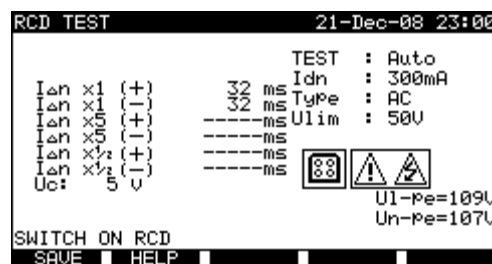 RCD TEST 21-Dec-08 23:00
TEST : Auto
Idn : 300mA
Type : AC
Ulim : 50V
IΔn ×1 (+) 32 ms
IΔn ×1 (−) 32 ms
IΔn ×5 (+) -----ms
IΔn ×5 (−) -----ms
IΔn ×½ (+) -----ms
IΔn ×½ (−) -----ms
Uc: 5 V
Ul-pe=109V
Un-pe=107V
SWITCH ON RCD
SAVE HELP